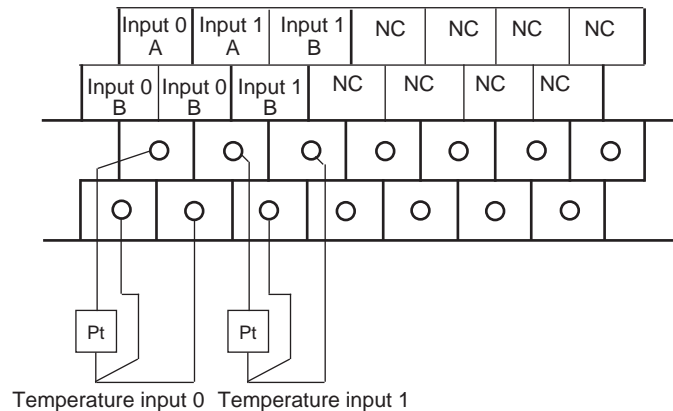 Input 0 Input 1 Input 1 NC NC NC NC
A A B
Input 0 Input 0 Input 1 NC NC NC NC
B B B
Pt Pt
Temperature input 0 Temperature input 1